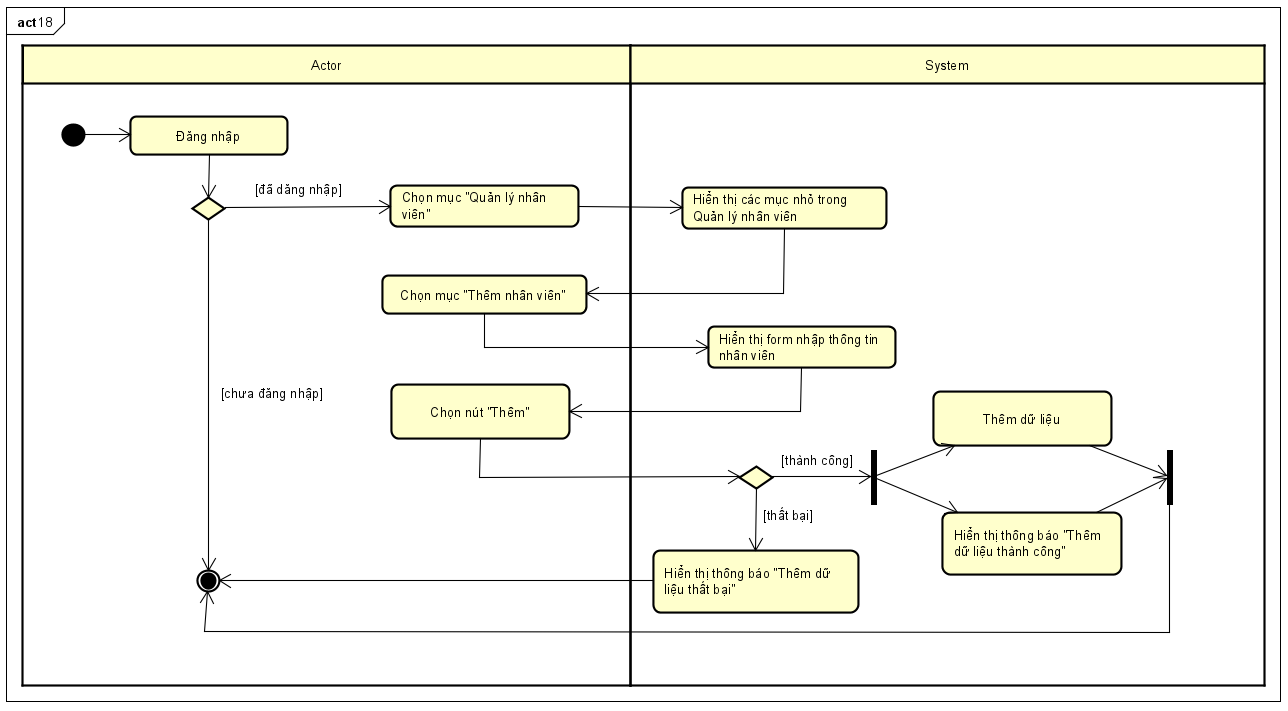 act18
Actor
System
Đăng nhập
[đã dăng nhập]
Chọn mục "Quản lý nhân
viên"
Hiển thị các mục nhỏ trong
Quản lý nhân viên
Chọn mục "Thêm nhân viên"
Hiển thị form nhập thông tin
nhân viên
[chưa đăng nhập]
Chọn nút "Thêm"
Thêm dữ liệu
[thành công]
[thất bại]
Hiển thị thông báo "Thêm
dữ liệu thành công"
Hiển thị thông báo "Thêm dữ
liệu thất bại"